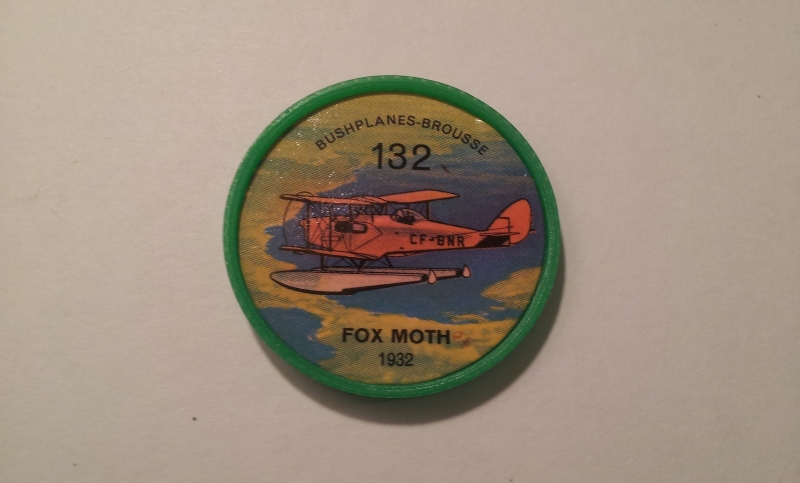 BUSHPLANES-BROUSSE
132
CF-BNR
FOX MOTH
1932